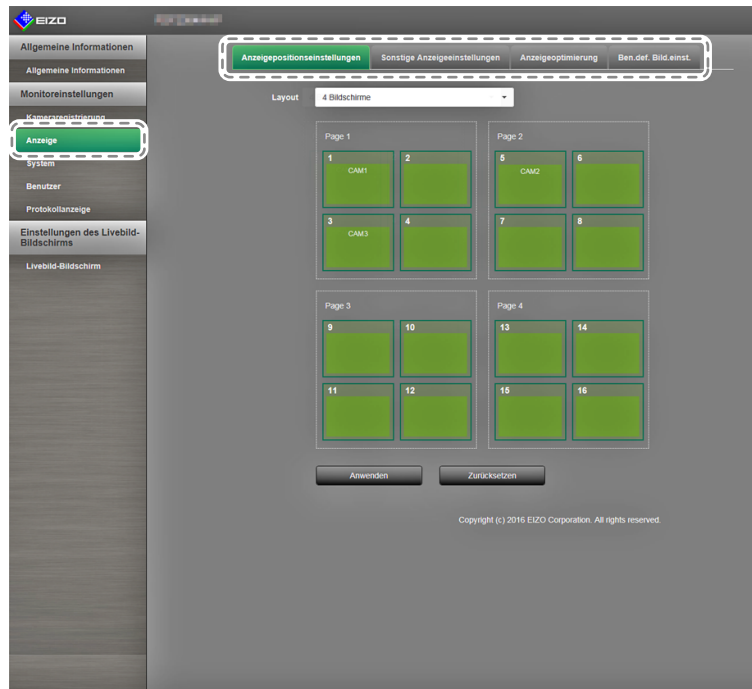 EIZO
Allgemeine Informationen
Allgemeine Informationen
Monitoreinstellungen
Kameraregistrierung
Anzeige
System
Benutzer
Protokollanzeige
Einstellungen des Livebild-
Bildschirms
Livebild-Bildschirm
Anzeigepositionseinstellungen Sonstige Anzeigeeinstellungen Anzeigeoptimierung Ben.def. Bild.einst.
Layout 4 Bildschirme
Page 1 Page 2
1 2 5 6
CAM1 CAM2
3 4 7 8
CAM3
Page 3 Page 4
9 10 13 14
11 12 15 16
Anwenden Zurücksetzen
Copyright (c) 2016 EIZO Corporation. All rights reserved.